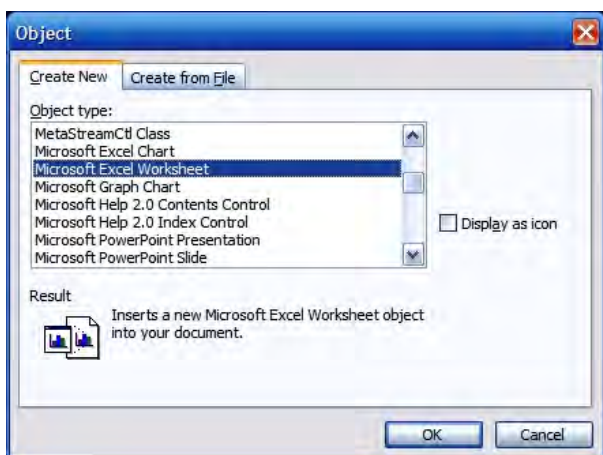 Object
Create New Create from File
Object type:
MetaStreamCtl Class
Microsoft Excel Chart
Microsoft Excel Worksheet
Microsoft Graph Chart
Microsoft Help 2.0 Contents Control
Microsoft Help 2.0 Index Control
Microsoft PowerPoint Presentation
Microsoft PowerPoint Slide
Display as icon
Result
Inserts a new Microsoft Excel Worksheet object
into your document.
OK Cancel